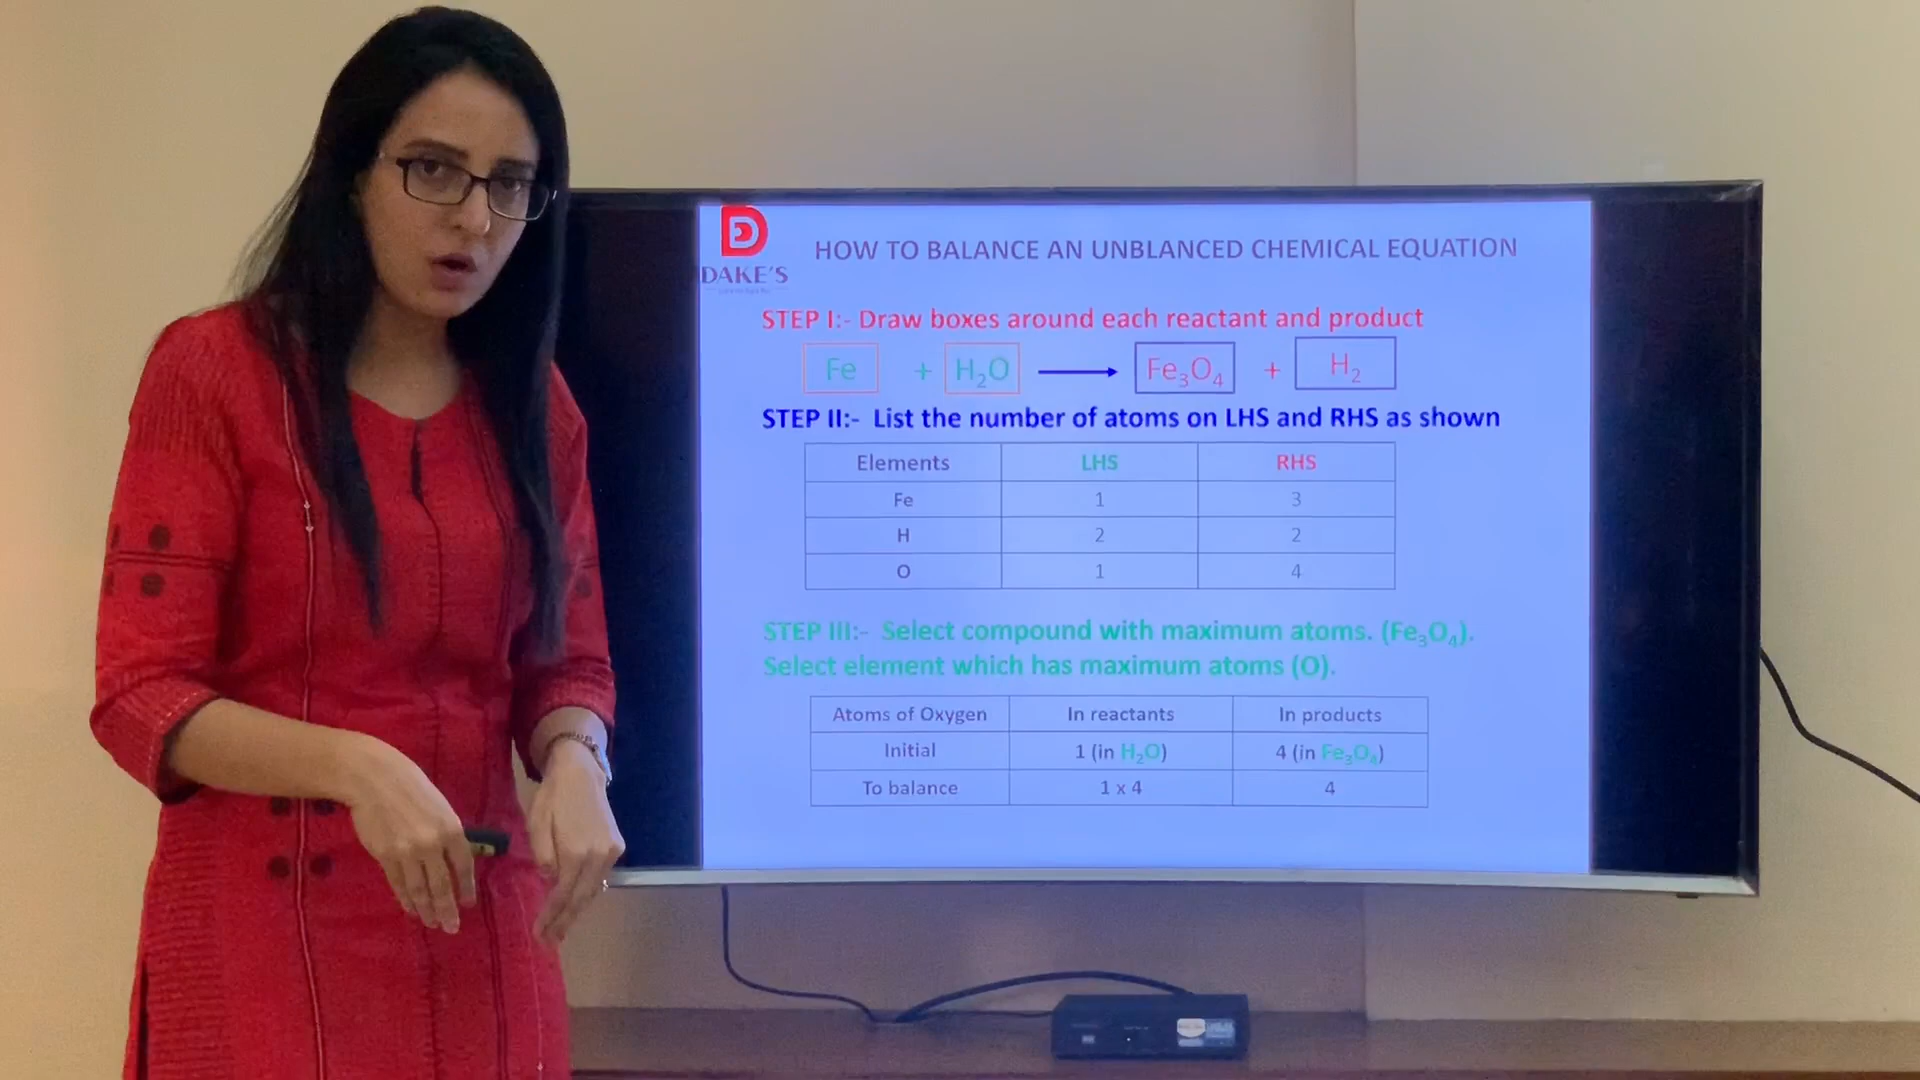 D
DAKE'S
HOW TO BALANCE AN UNBLANCED CHEMICAL EQUATION
STEP I:- Draw boxes around each reactant and product
Fe + H₂O ⟶ Fe₃O₄ + H₂
STEP II:- List the number of atoms on LHS and RHS as shown
Elements LHS RHS
Fe 1 3
H 2 2
O 1 4
STEP III:- Select compound with maximum atoms. (Fe₃O₄).
Select element which has maximum atoms (O).
Atoms of Oxygen In reactants In products
Initial 1 (in H₂O) 4 (in Fe₃O₄)
To balance 1 x 4 4